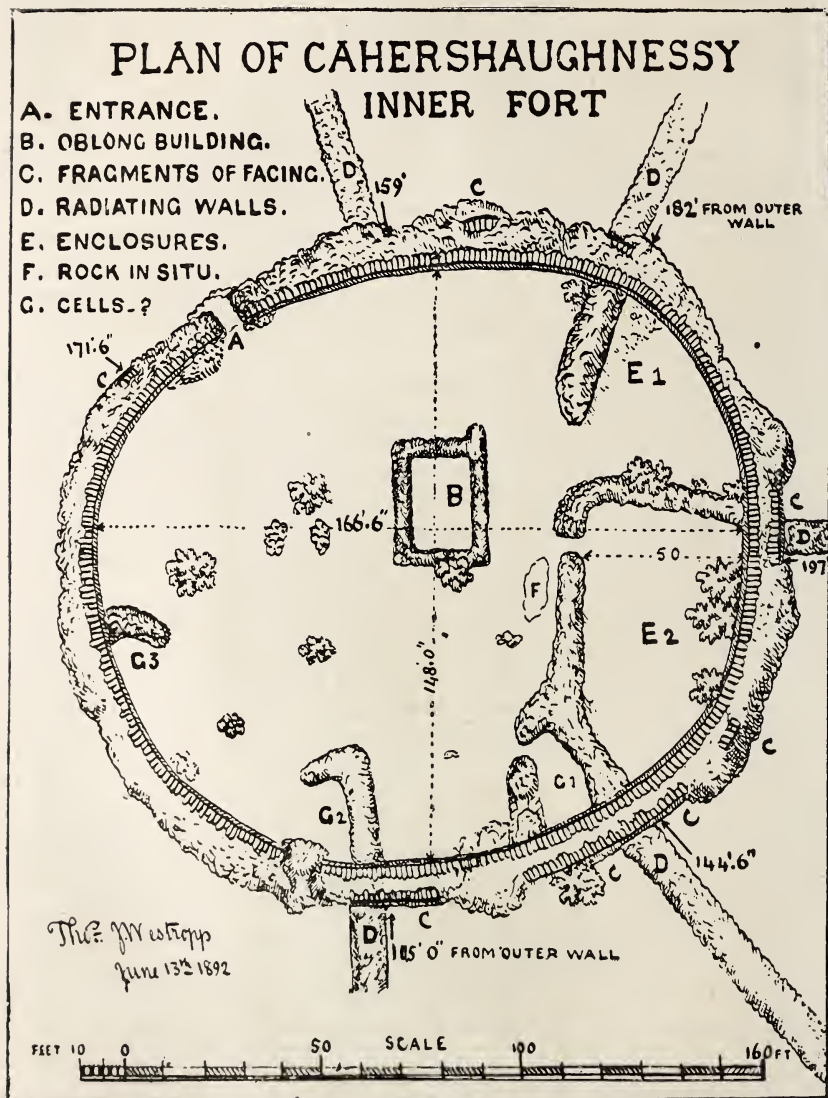 PLAN OF CAHERSHAUGHNESSY
INNER FORT
A. ENTRANCE.
B. OBLONG BUILDING.
C. FRAGMENTS OF FACING.
D. RADIATING WALLS.
E. ENCLOSURES.
F. ROCK IN SITU.
G. CELLS-?
D
159'
C
D
182' FROM OUTER
WALL
A
171'.6"
C
E1
B
C
166'.6"
D
50
197
F
E2
G3
148'.0"
C
G2
G1
C
C
D
144'.6"
C
D
105' 0" FROM OUTER WALL
Thos. J Westropp
June 13th 1892
SCALE
FEET 10 0 50 100 160 FT